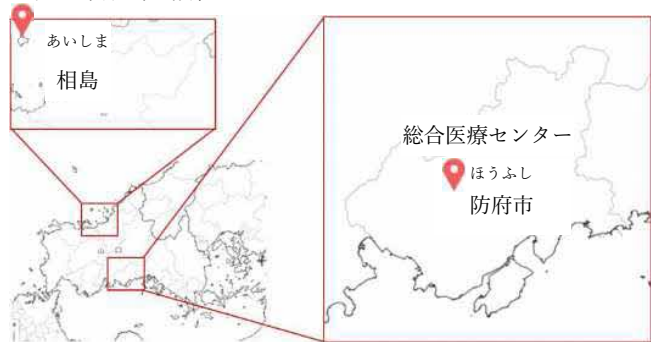 あいしま
相島
総合医療センター
ほうふし
防府市